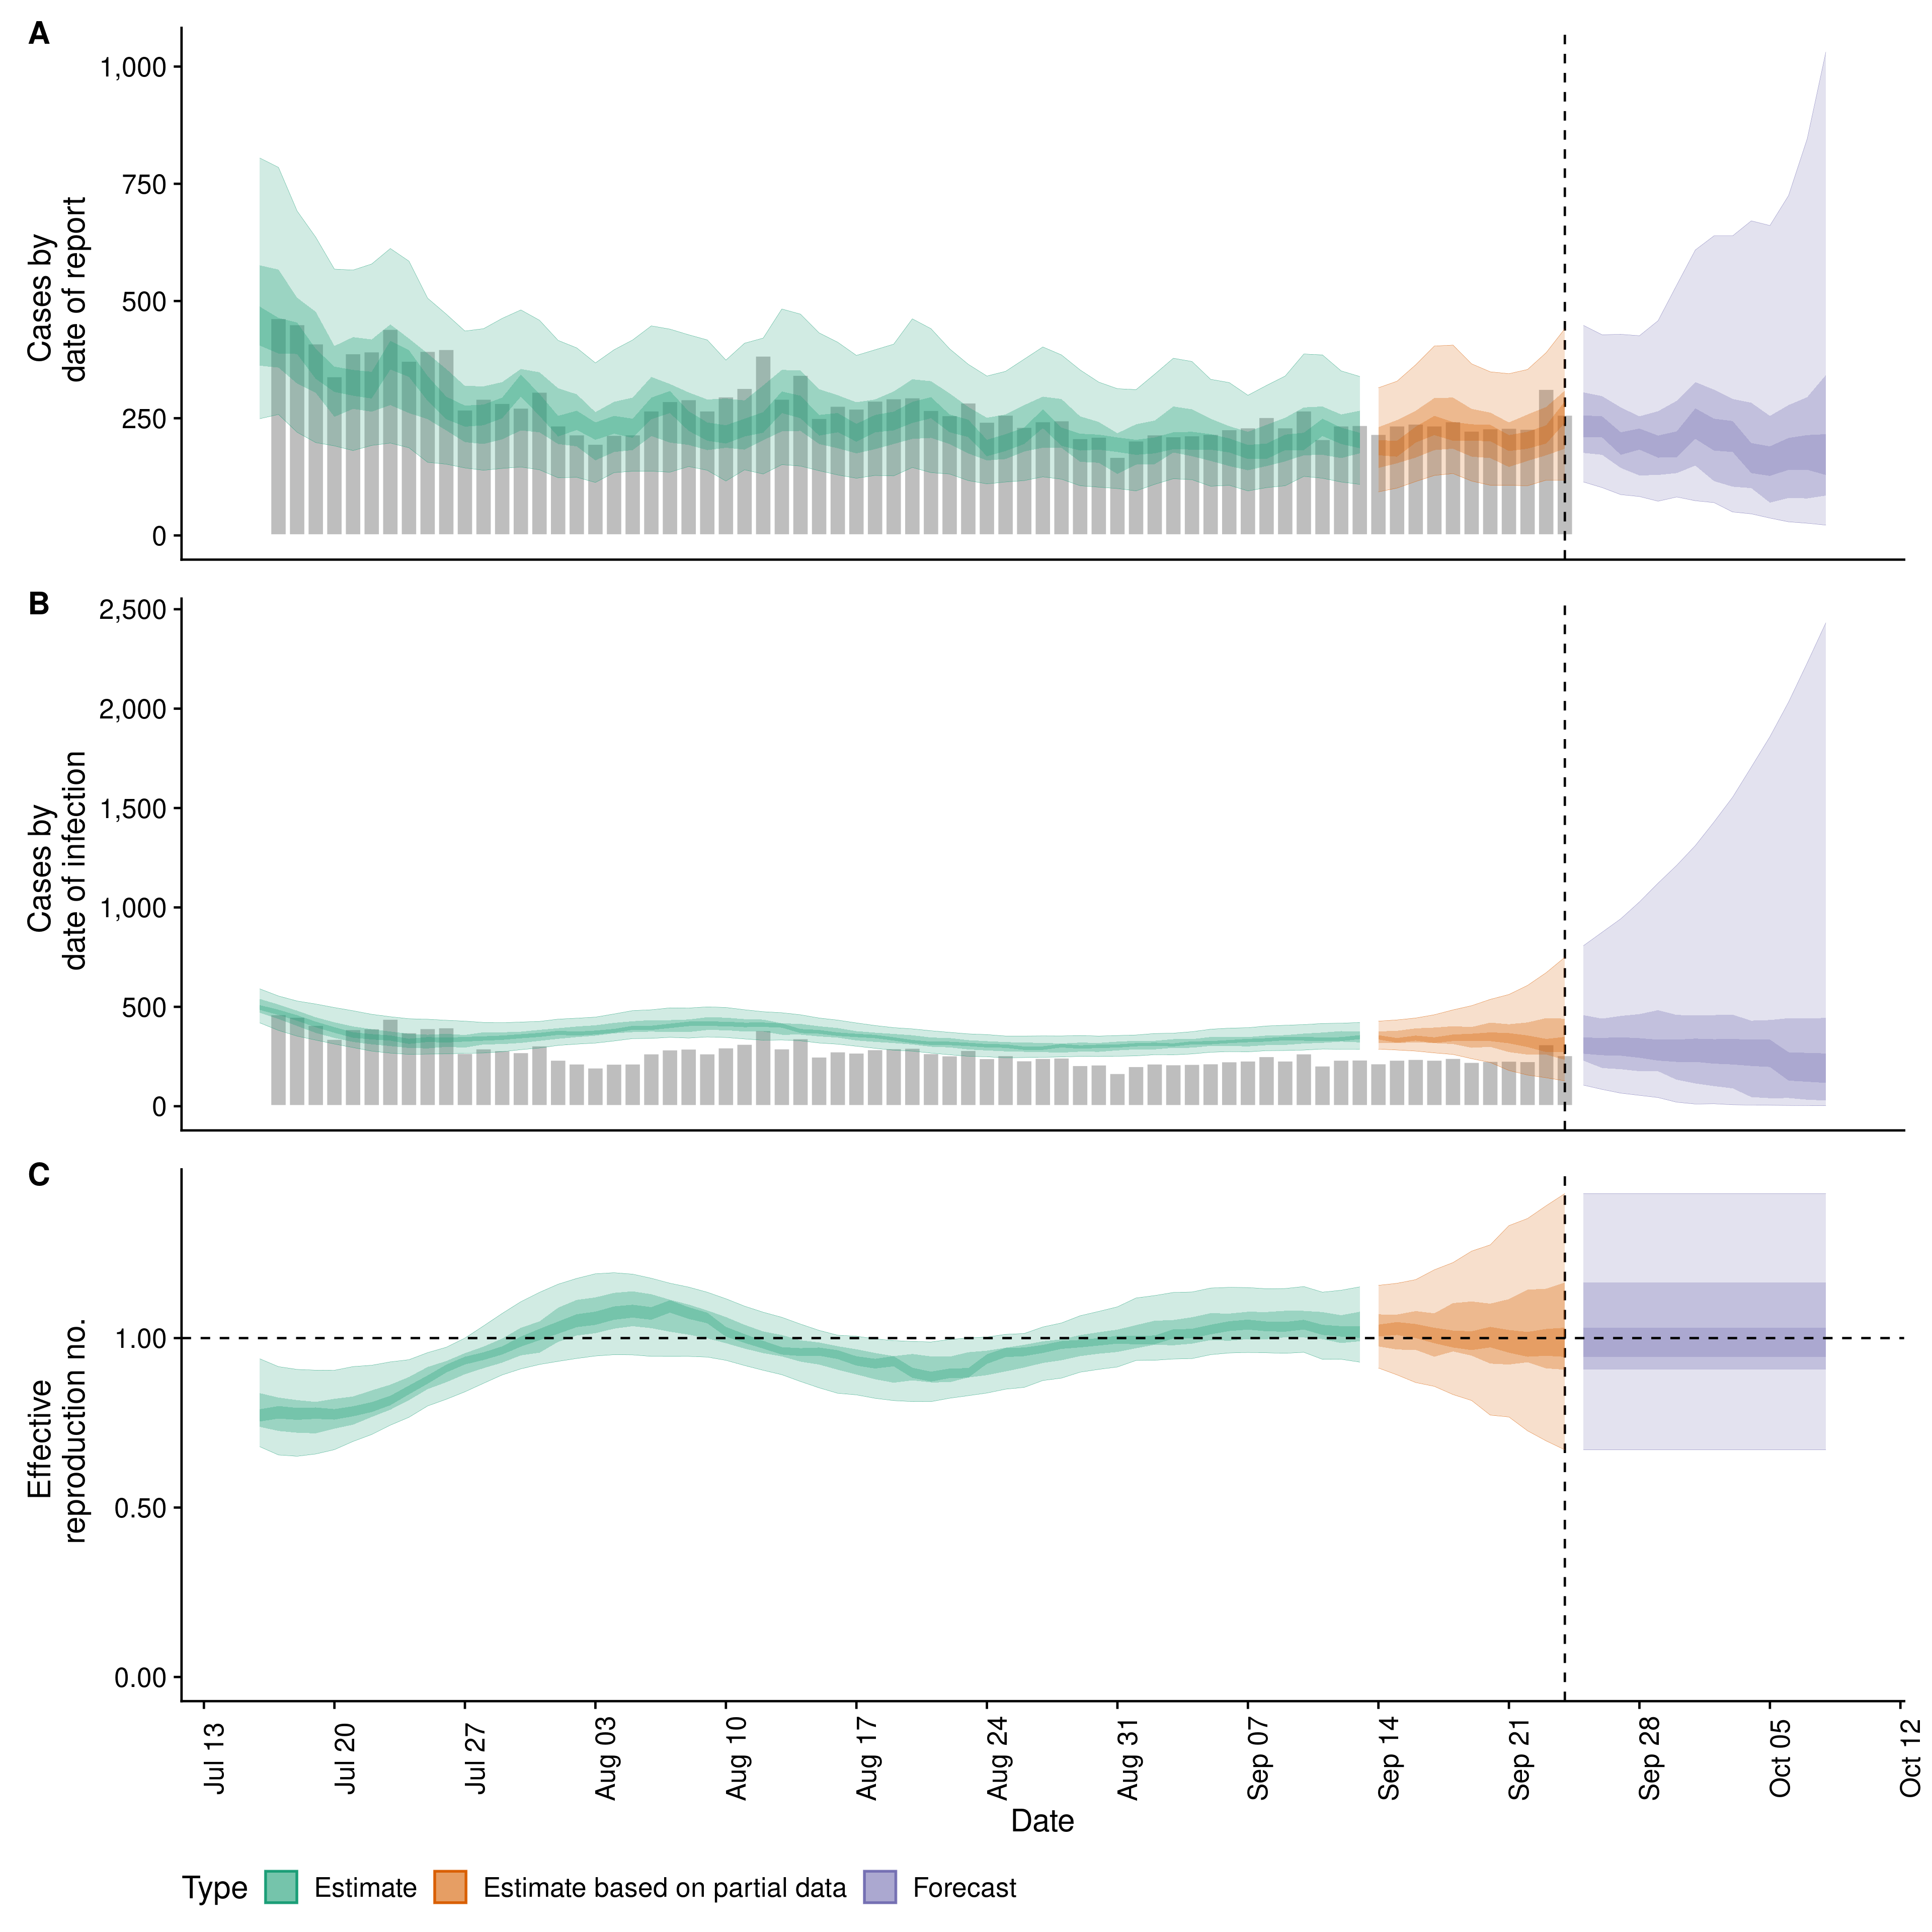 A
1,000
750
500
250
0
Cases by
date of report
B
2,500
2,000
1,500
1,000
500
0
Cases by
date of infection
C
1.00
0.50
0.00
Effective
reproduction no.
Jul 13
Jul 20
Jul 27
Aug 03
Aug 10
Aug 17
Aug 24
Aug 31
Sep 07
Sep 14
Sep 21
Sep 28
Oct 05
Oct 12
Date
Type Estimate Estimate based on partial data Forecast